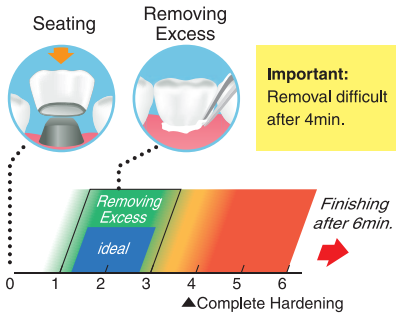 Seating
Removing
Excess
Important:
Removal difficult
after 4min.
Removing
Excess
ideal
Finishing
after 6min.
0 1 2 3 4 5 6
▲Complete Hardening